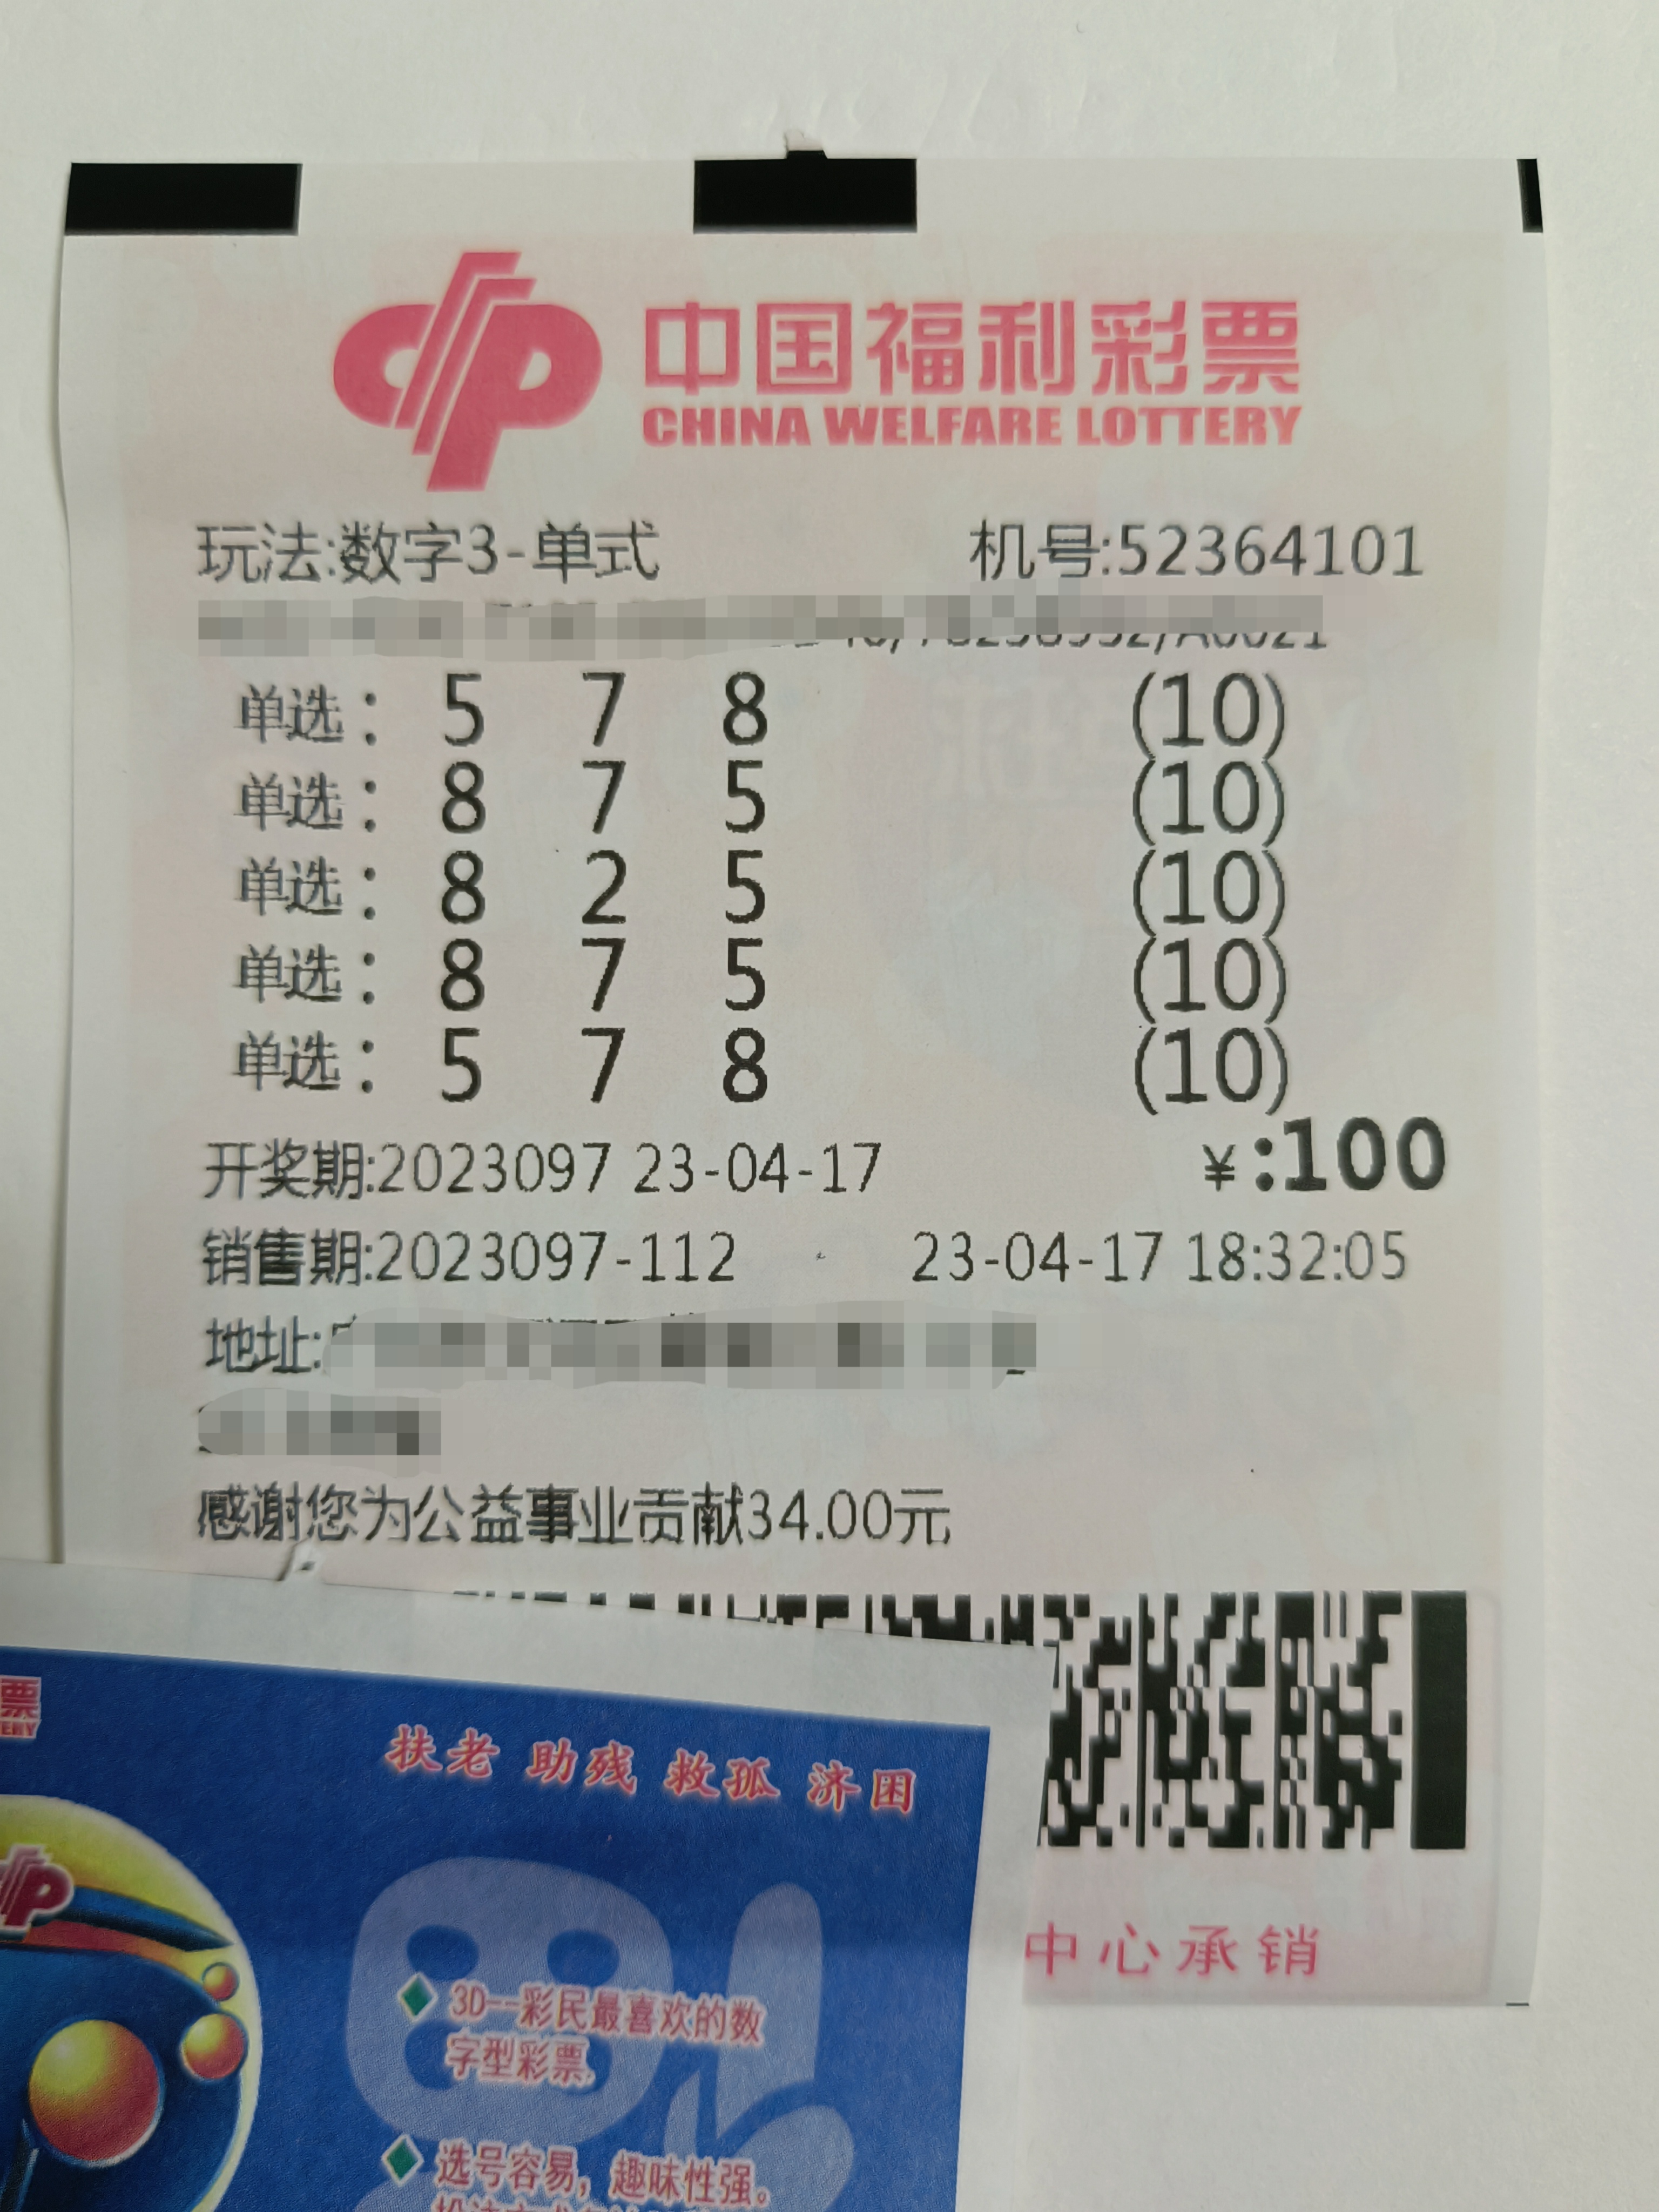 中国福利彩票
CHINA WELFARE LOTTERY
玩法:数字3-单式 机号:52364101
单选: 5 7 8 (10)
单选: 8 7 5 (10)
单选: 8 2 5 (10)
单选: 8 7 5 (10)
单选: 5 7 8 (10)
开奖期:2023097 23-04-17 ¥:100
销售期:2023097-112 23-04-17 18:32:05
地址:
感谢您为公益事业贡献34.00元
票
扶老 助残 救孤 济困
中心承销
3D--彩民最喜欢的数
字型彩票.
选号容易，趣味性强。